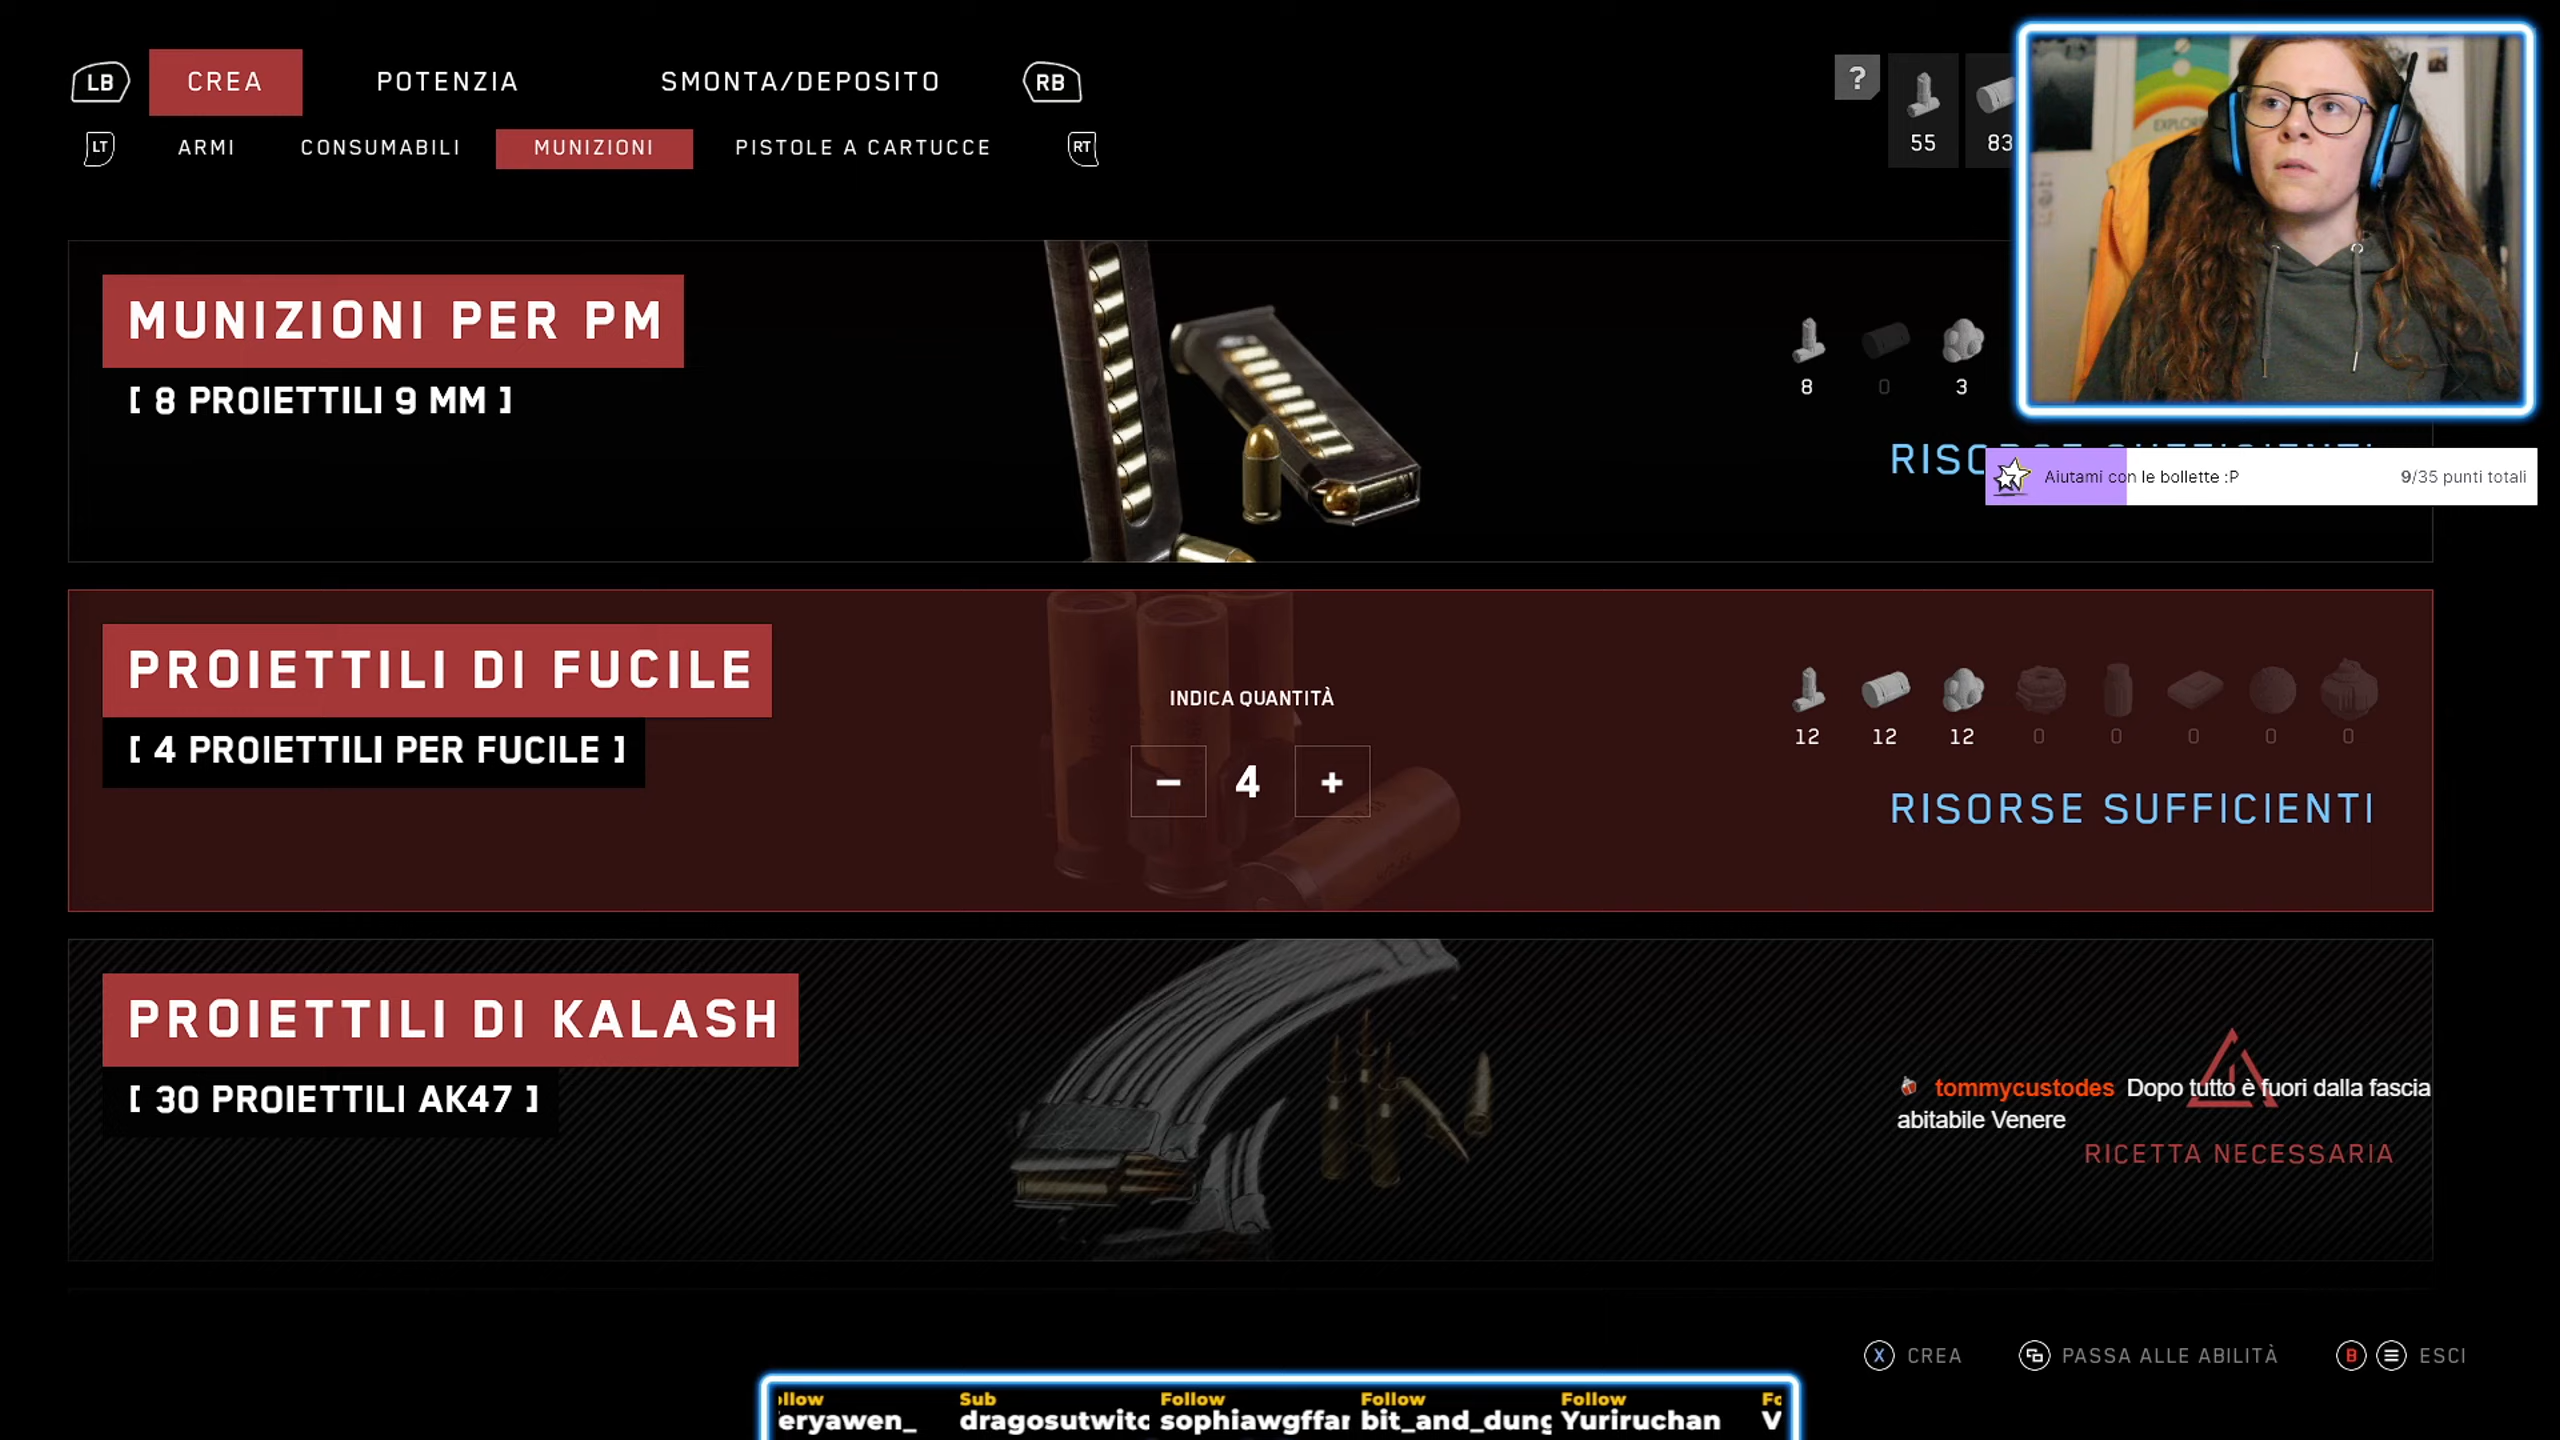 LB CREA POTENZIA SMONTA/DEPOSITO RB
LT ARMI CONSUMABILI MUNIZIONI PISTOLE A CARTUCCE RT
?
55 83
MUNIZIONI PER PM
[ 8 PROIETTILI 9 MM ]
8 0 3
Aiutami con le bollette :P 9/35 punti totali
PROIETTILI DI FUCILE
[ 4 PROIETTILI PER FUCILE ]
INDICA QUANTITÀ
− 4 +
12 12 12 0 0 0 0 0
RISORSE SUFFICIENTI
PROIETTILI DI KALASH
[ 30 PROIETTILI AK47 ]
tommycustodes Dopo tutto è fuori dalla fascia
abitabile Venere
RICETTA NECESSARIA
X CREA PASSA ALLE ABILITÀ B ESCI
Sub Follow Follow Follow
eryawen_ dragosutwitc sophiawgffar bit_and_dung Yuriruchan V